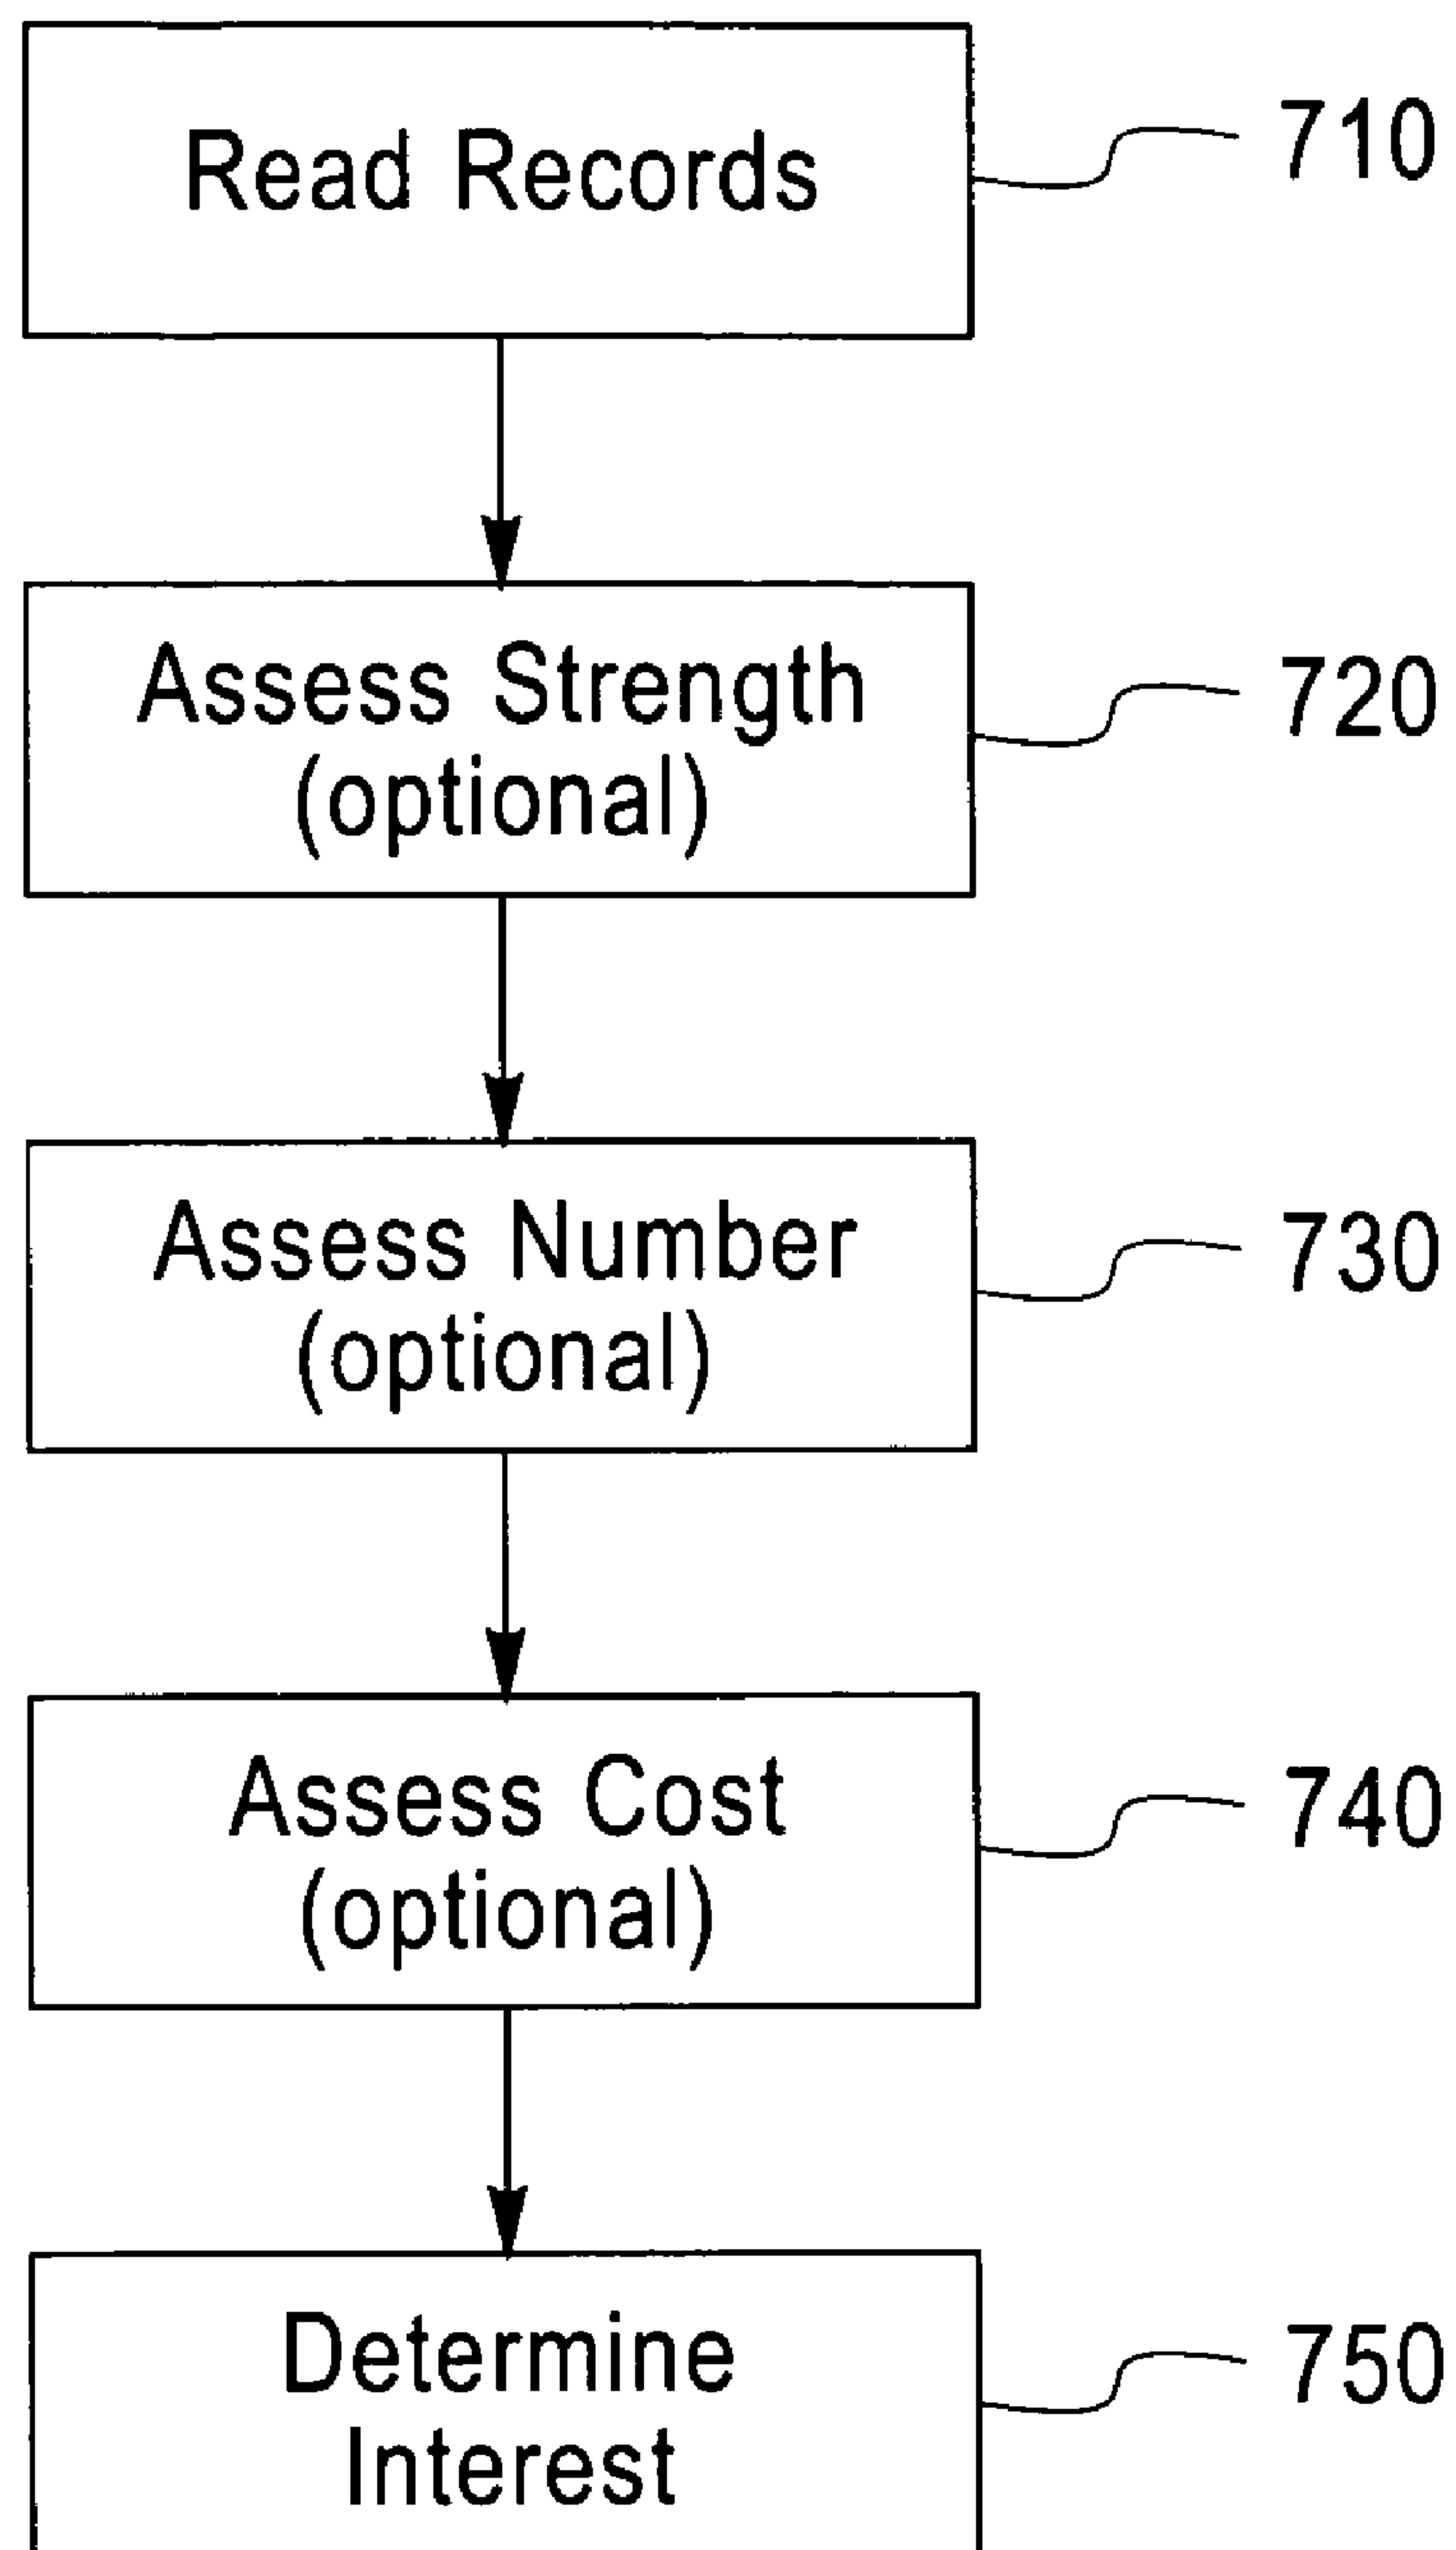 Read Records
710
Assess Strength
(optional)
720
Assess Number
(optional)
730
Assess Cost
(optional)
740
Determine
Interest
750